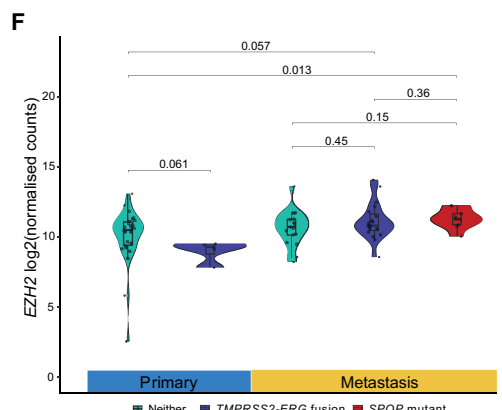 F
0.057
0.013
0.36
0.15
0.45
0.061
EZH2 log2(normalised counts)
20
15
10
5
0
Primary Metastasis
Neither TMPRSS2-ERG fusion SPOP mutant